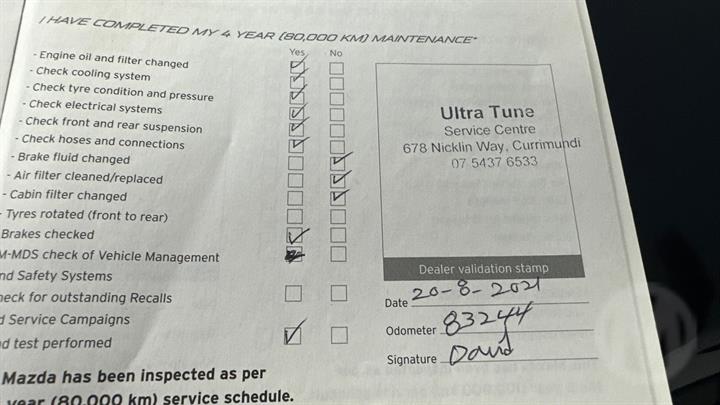 I HAVE COMPLETED MY 4 YEAR (80,000 KM) MAINTENANCE*
Yes No
- Engine oil and filter changed
- Check cooling system
- Check tyre condition and pressure
- Check electrical systems
- Check front and rear suspension
- Check hoses and connections
- Brake fluid changed
- Air filter cleaned/replaced
- Cabin filter changed
- Tyres rotated (front to rear)
Brakes checked
M-MDS check of Vehicle Management
nd Safety Systems
heck for outstanding Recalls
d Service Campaigns
d test performed
Mazda has been inspected as per
year (80,000 km) service schedule.
Ultra Tune
Service Centre
678 Nicklin Way, Currimundi
07 5437 6533
Dealer validation stamp
Date 20-8-2021
Odometer 83244
Signature David